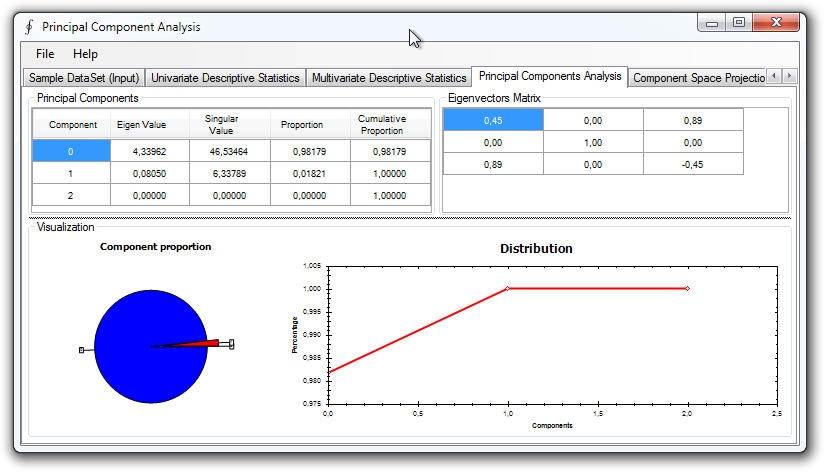 Principal Component Analysis
File Help
Sample DataSet (Input) Univariate Descriptive Statistics Multivariate Descriptive Statistics Principal Components Analysis Component Space Projectio
Principal Components
Component Eigen Value Singular Value Proportion Cumulative Proportion
0 4,33962 46,53464 0,98179 0,98179
1 0,08050 6,33789 0,01821 1,00000
2 0,00000 0,00000 0,00000 1,00000
Eigenvectors Matrix
0,45 0,00 0,89
0,00 1,00 0,00
0,89 0,00 -0,45
Visualization
Component proportion
Distribution
Percentage
1,005
1,000
0,995
0,990
0,985
0,980
0,975
0,0 0,5 1,0 1,5 2,0 2,5
Components